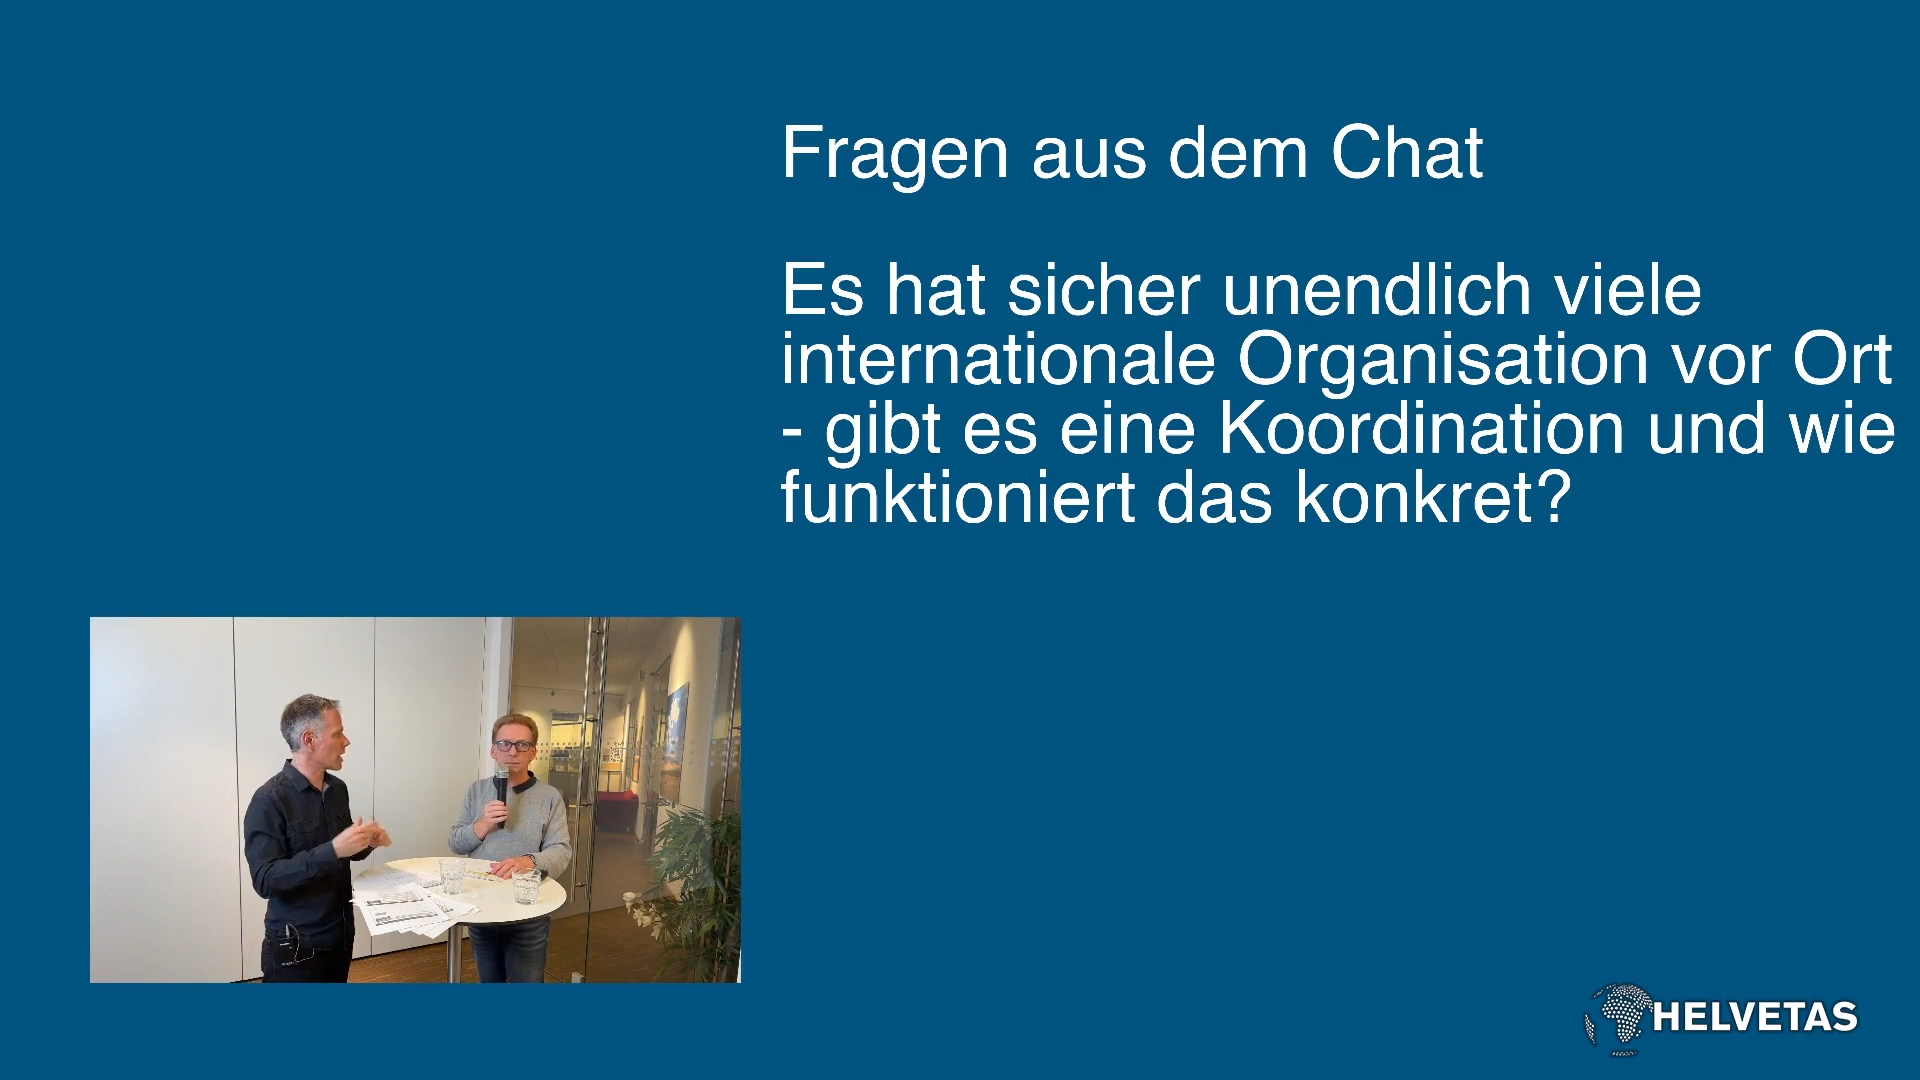 Fragen aus dem Chat
Es hat sicher unendlich viele
internationale Organisation vor Ort
- gibt es eine Koordination und wie
funktioniert das konkret?
HELVETAS